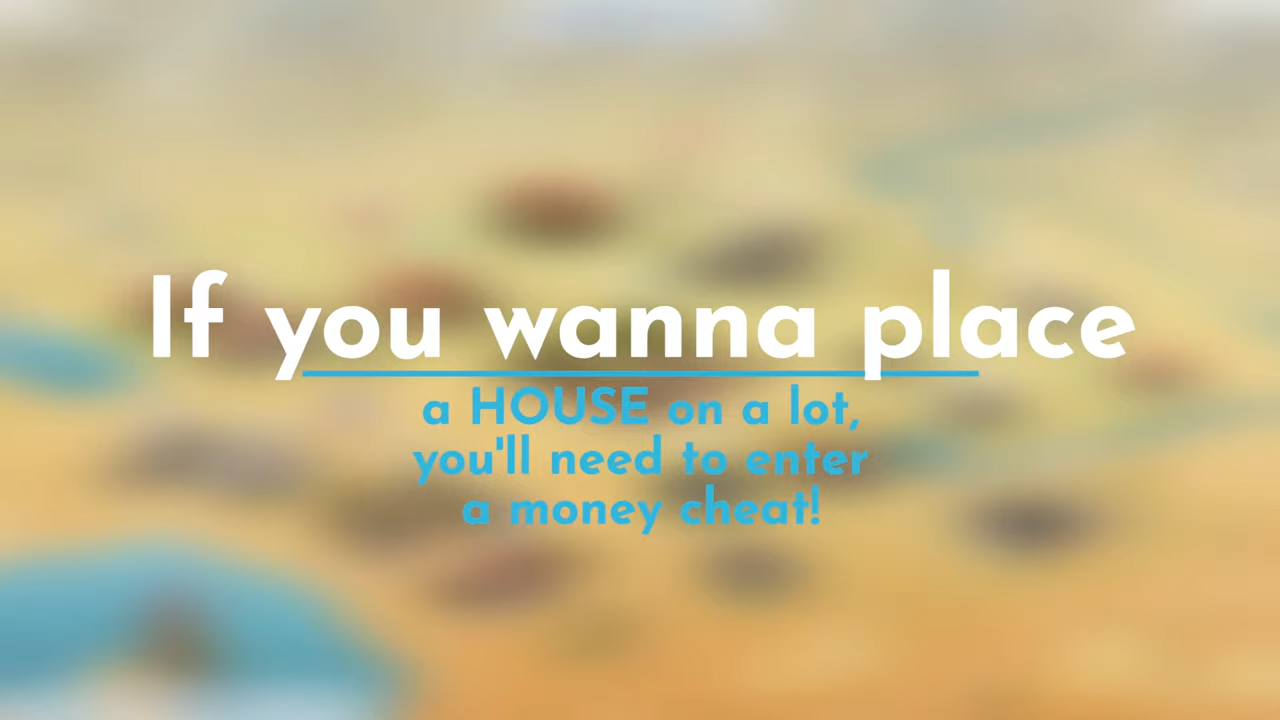 If you wanna place
a HOUSE on a lot,
you'll need to enter
a money cheat!